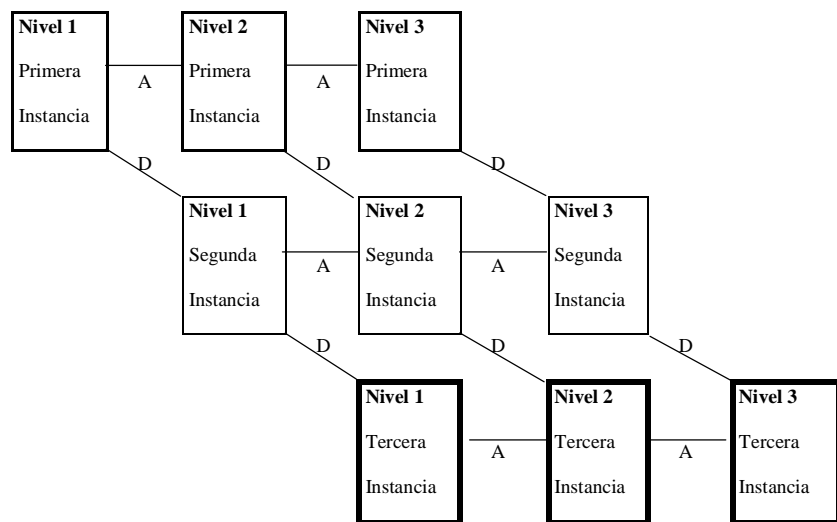 Nivel 1
Primera
Instancia
A
Nivel 2
Primera
Instancia
A
Nivel 3
Primera
Instancia
D
D
D
Nivel 1
Segunda
Instancia
A
Nivel 2
Segunda
Instancia
A
Nivel 3
Segunda
Instancia
D
D
D
Nivel 1
Tercera
Instancia
A
Nivel 2
Tercera
Instancia
A
Nivel 3
Tercera
Instancia